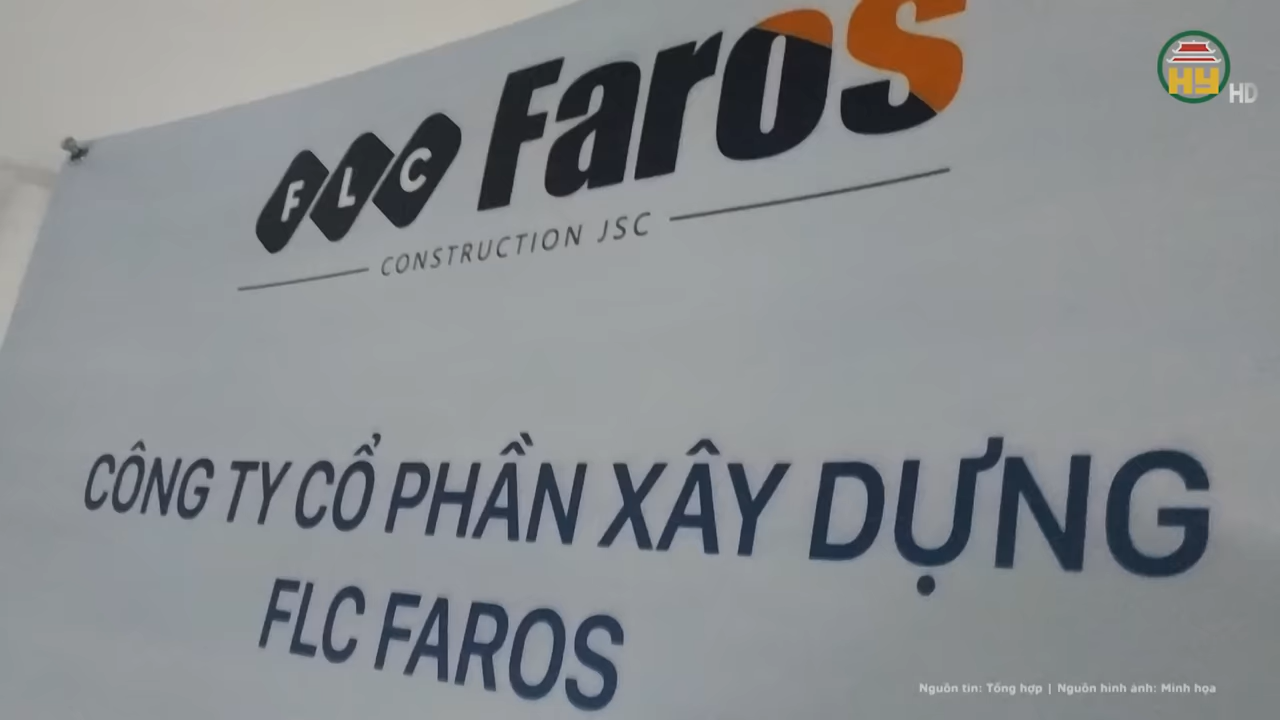 FLC Faros
CONSTRUCTION JSC
CÔNG TY CỔ PHẦN XÂY DỰNG
FLC FAROS
HY HD
Nguồn tin: Tổng hợp | Nguồn hình ảnh: Minh họa